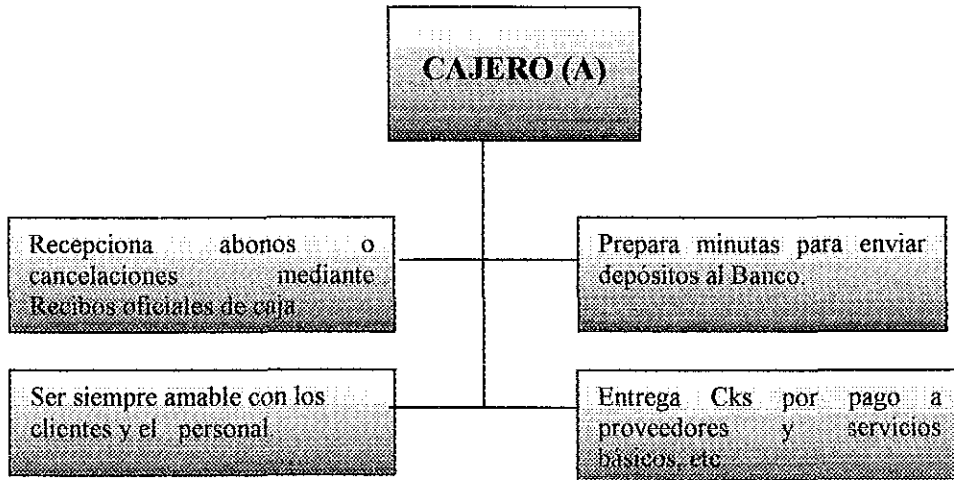 CAJERO (A)
Recepciona abonos o
cancelaciones mediante
Recibos oficiales de caja
Prepara minutas para enviar
depósitos al Banco.
Ser siempre amable con los
clientes y el personal.
Entrega Cks por pago a
proveedores y servicios
básicos, etc